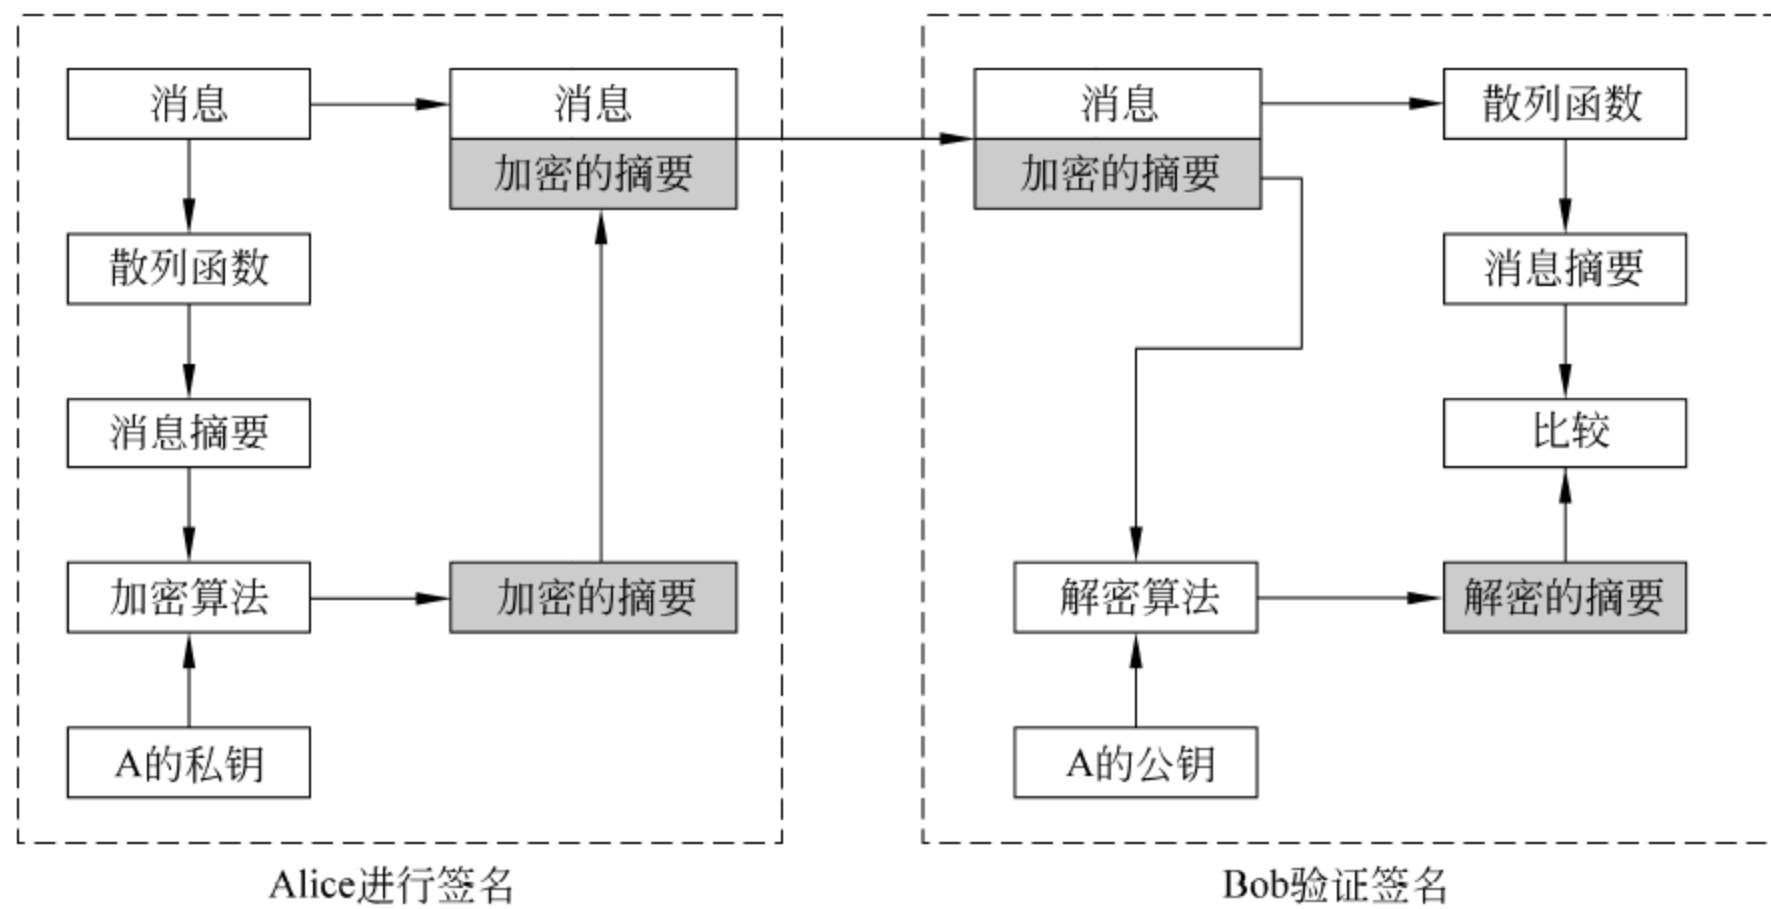 消息
消息
加密的摘要
散列函数
消息摘要
加密算法
加密的摘要
A的私钥
Alice进行签名
消息
加密的摘要
散列函数
消息摘要
比较
解密算法
解密的摘要
A的公钥
Bob验证签名